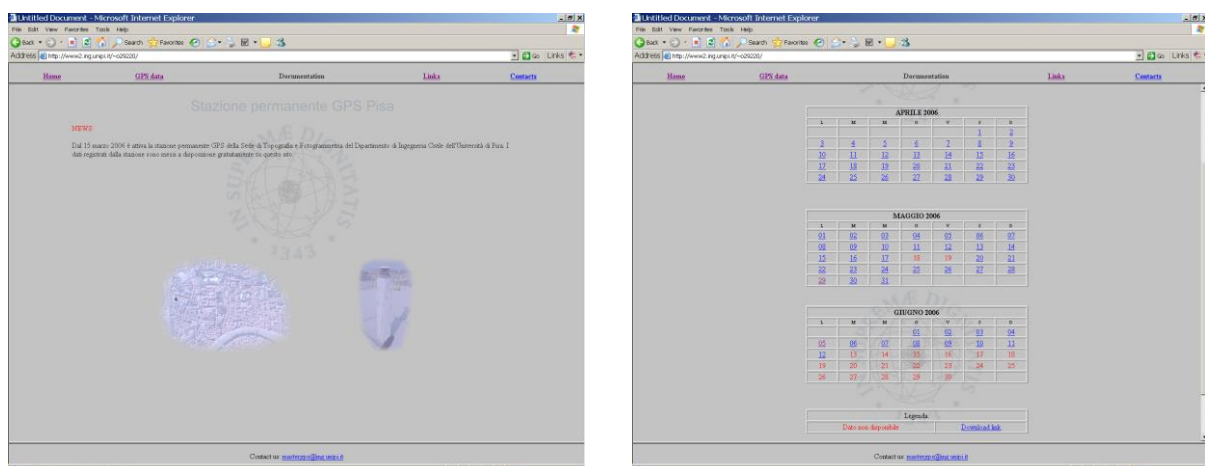 Untitled Document - Microsoft Internet Explorer
File Edit View Favorites Tools Help
Back Search Favorites
Address http://www2.ing.unipi.it/~o29220/ Go Links
Home GPS data Documentation Links Contacts
Stazione permanente GPS Pisa
NEWS
Dal 15 marzo 2006 è attiva la stazione permanente GPS della Sede di Topografia e Fotogrammetria del Dipartimento di Ingegneria Civile dell'Università di Pisa. I
dati registrati dalla stazione sono messi a disposizione gratuitamente su questo sito.
IN SUPREMÆ DIGNITATIS
1343
Contact us:
Untitled Document - Microsoft Internet Explorer
File Edit View Favorites Tools Help
Back Search Favorites
Address http://www2.ing.unipi.it/~o29220/ Go Links
Home GPS data Documentation Links Contacts
APRILE 2006
L M M G V S D
1 2
3 4 5 6 7 8 9
10 11 12 13 14 15 16
17 18 19 20 21 22 23
24 25 26 27 28 29 30
MAGGIO 2006
L M M G V S D
01 02 03 04 05 06 07
08 09 10 11 12 13 14
15 16 17 18 19 20 21
22 23 24 25 26 27 28
29 30 31
GIUGNO 2006
L M M G V S D
01 02 03 04
05 06 07 08 09 10 11
12 13 14 15 16 17 18
19 20 21 22 23 24 25
26 27 28 29 30
Legenda
Dato non disponibile Download link
Contact us: